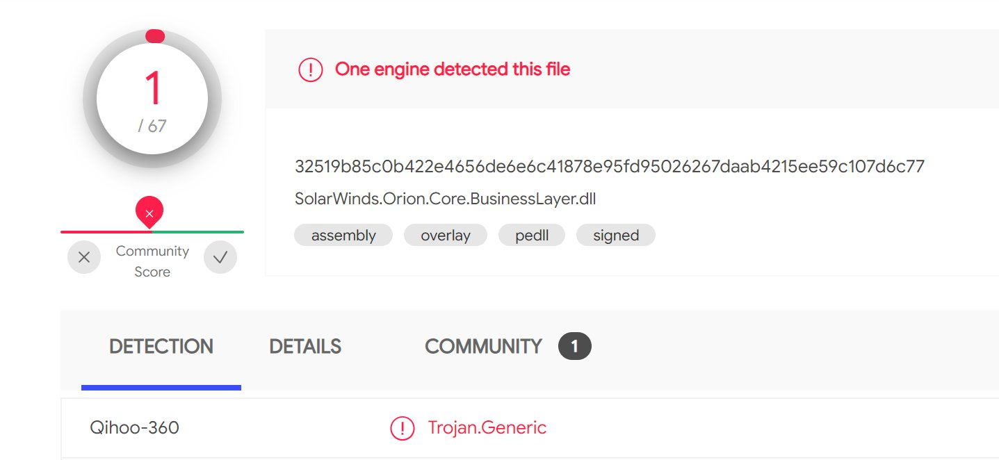 1
/ 67
Community
Score
One engine detected this file
32519b85c0b422e4656de6e6c41878e95fd95026267daab4215ee59c107d6c77
SolarWinds.Orion.Core.BusinessLayer.dll
assembly overlay pedll signed
DETECTION DETAILS COMMUNITY 1
Qihoo-360 Trojan.Generic